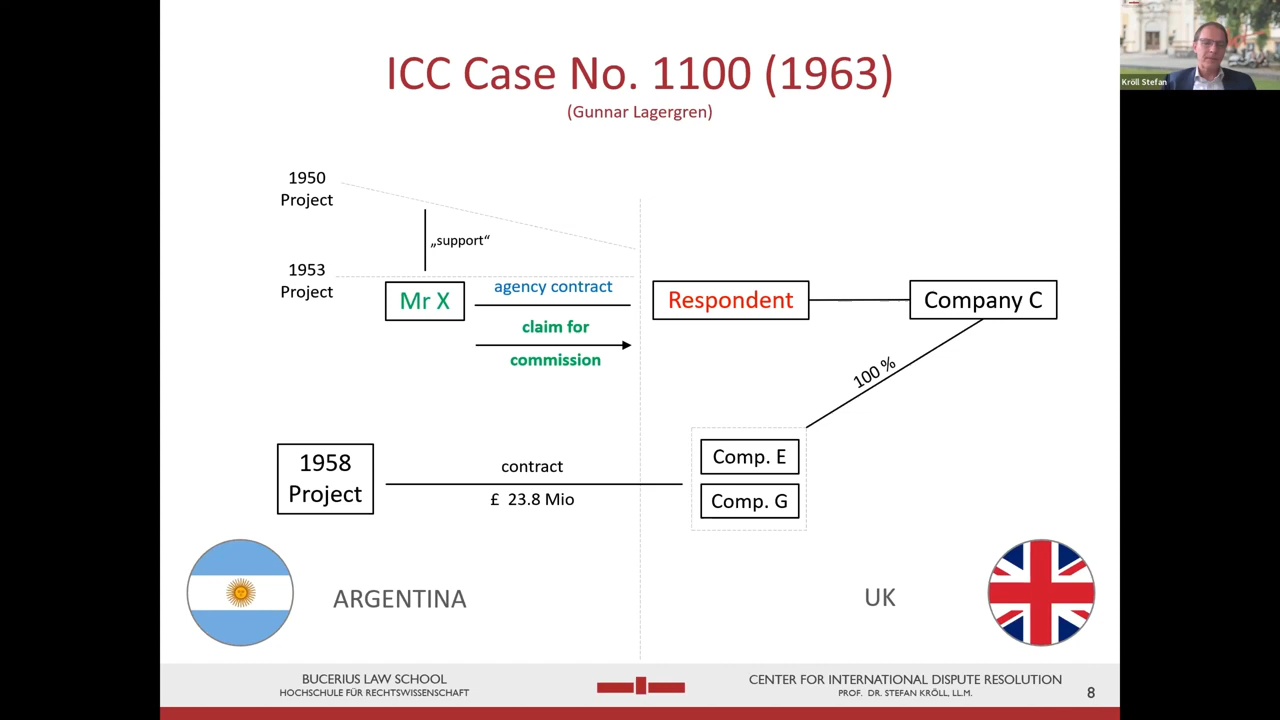 ICC Case No. 1100 (1963)
(Gunnar Lagergren)
Kröll Stefan
1950
Project
„support“
1953
Project
Mr X
agency contract
claim for
commission
Respondent
Company C
100 %
1958
Project
contract
£ 23.8 Mio
Comp. E
Comp. G
ARGENTINA
UK
BUCERIUS LAW SCHOOL
HOCHSCHULE FÜR RECHTSWISSENSCHAFT
CENTER FOR INTERNATIONAL DISPUTE RESOLUTION
PROF. DR. STEFAN KRÖLL, LL.M.
8